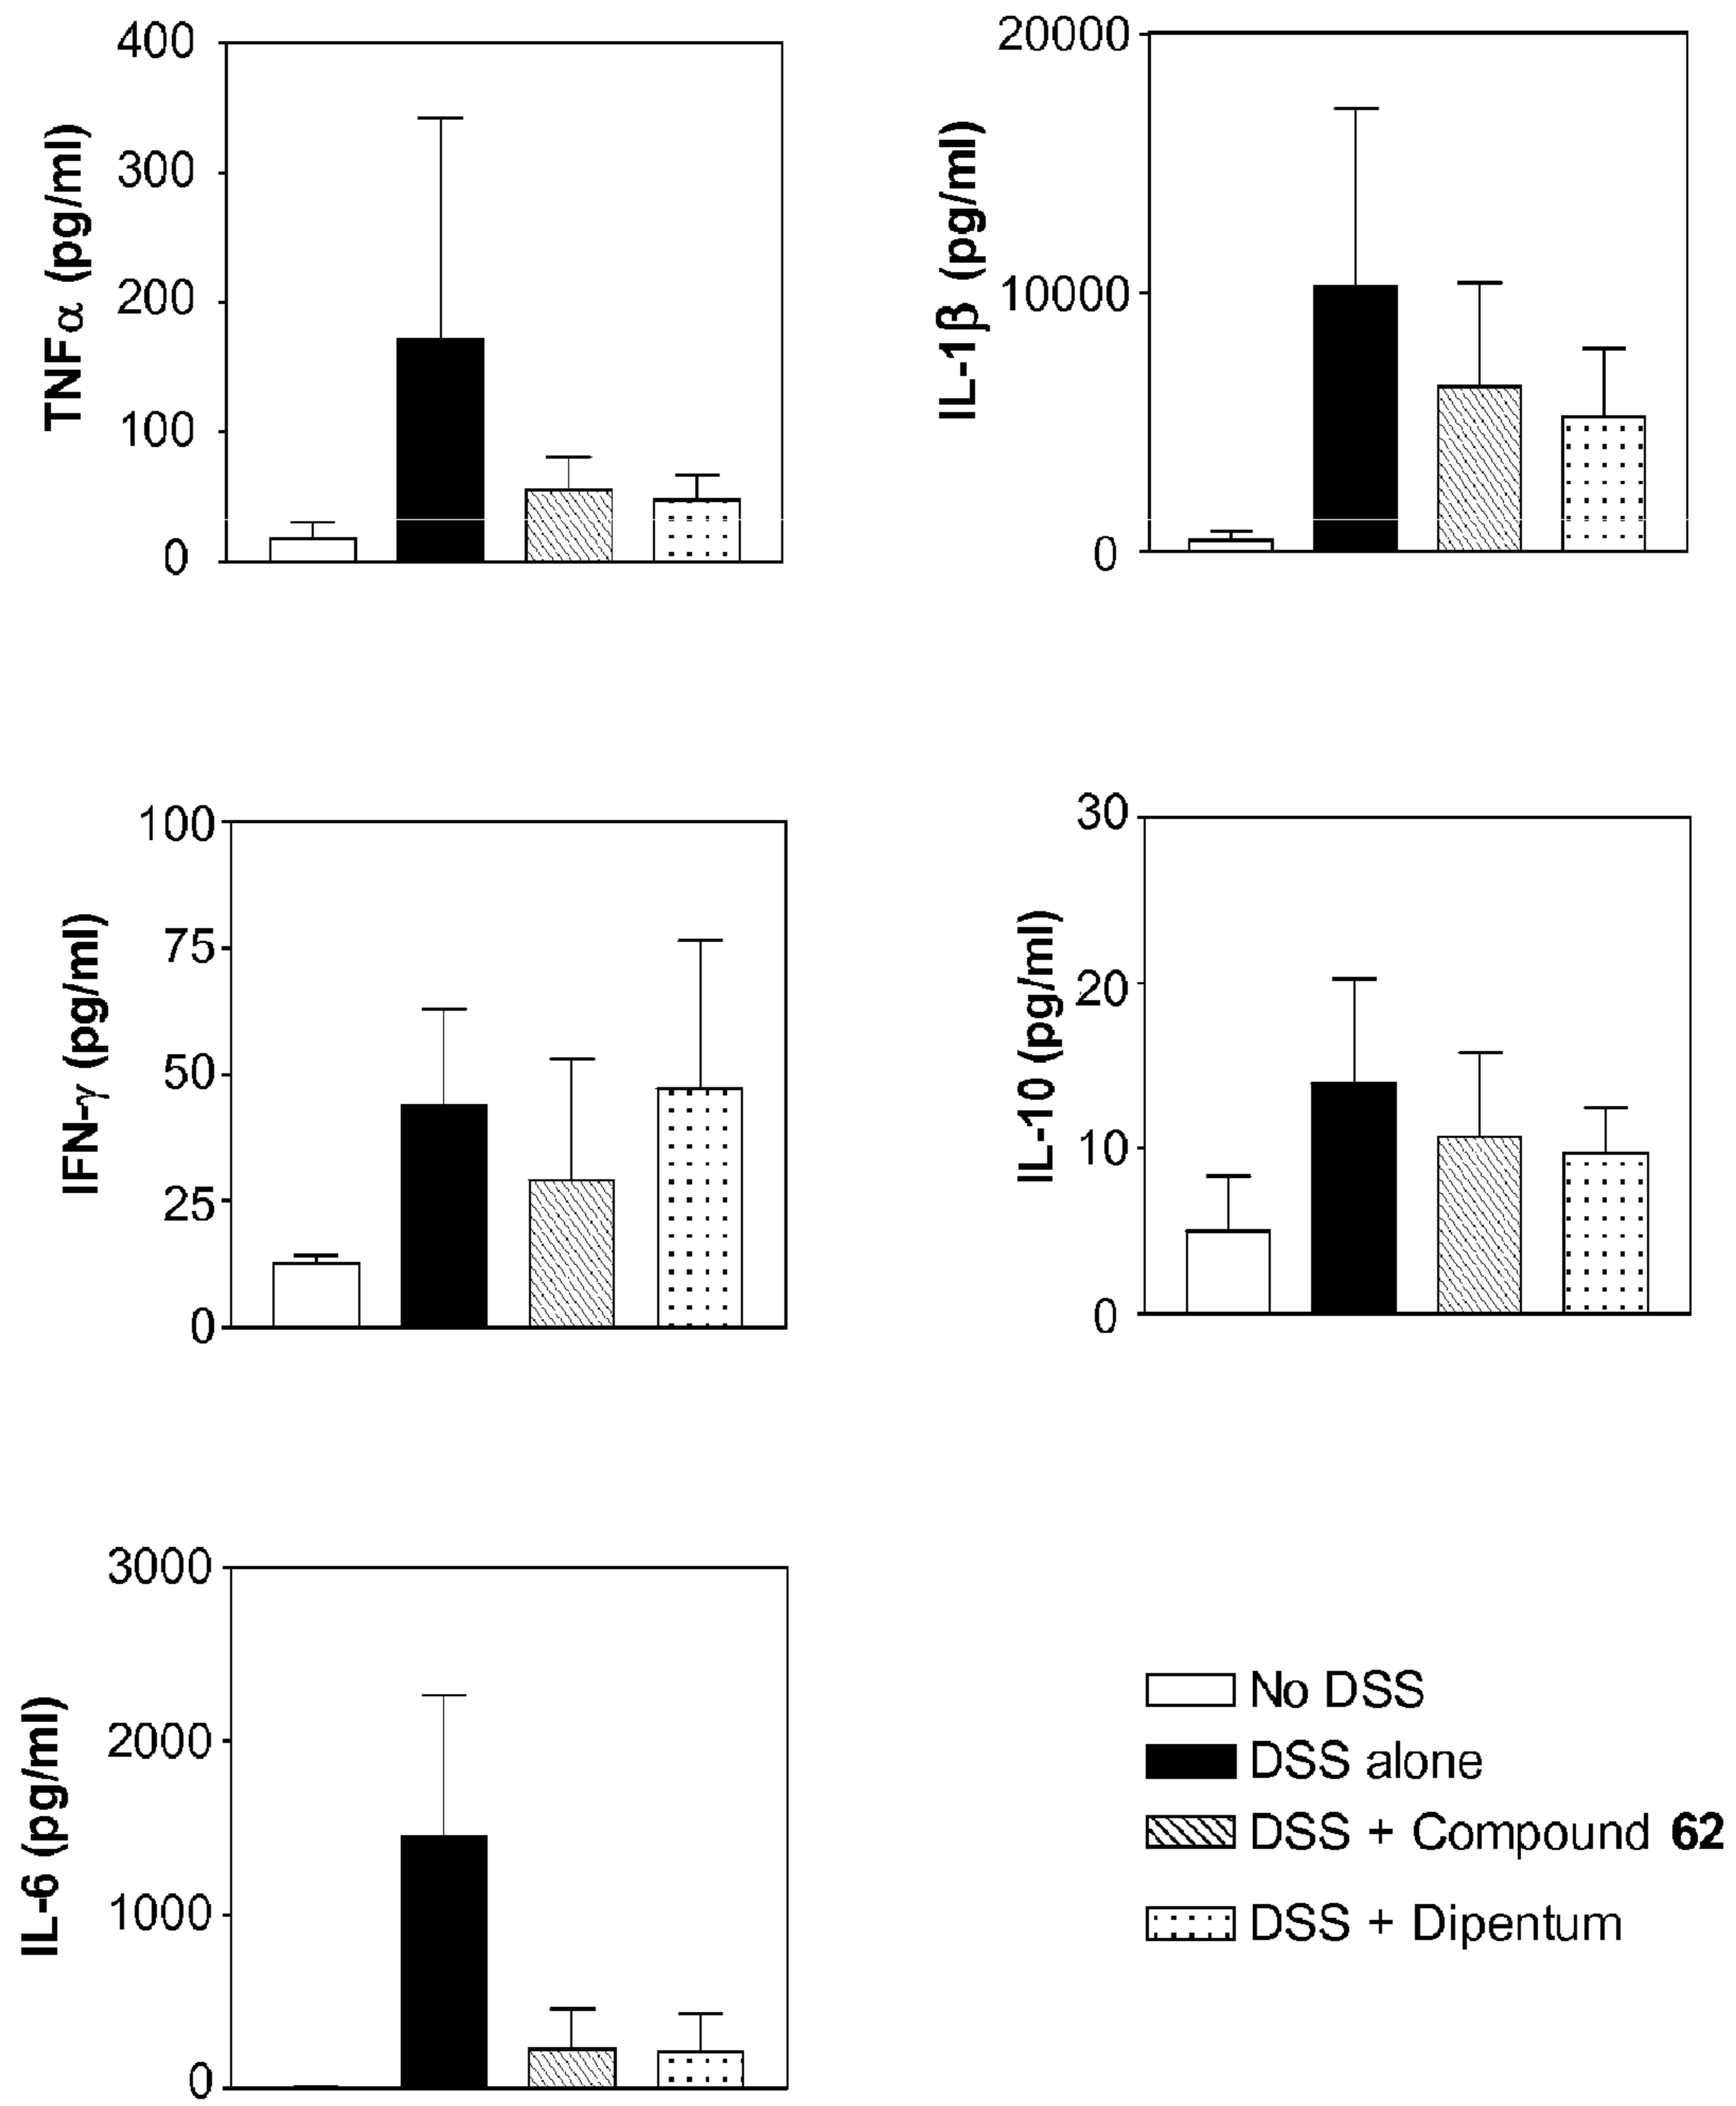 TNFα (pg/ml)
400
300
200
100
0
IL-1β (pg/ml)
20000
10000
0
IFN-γ (pg/ml)
100
75
50
25
0
IL-10 (pg/ml)
30
20
10
0
IL-6 (pg/ml)
3000
2000
1000
0
No DSS
DSS alone
DSS + Compound 62
DSS + Dipentum